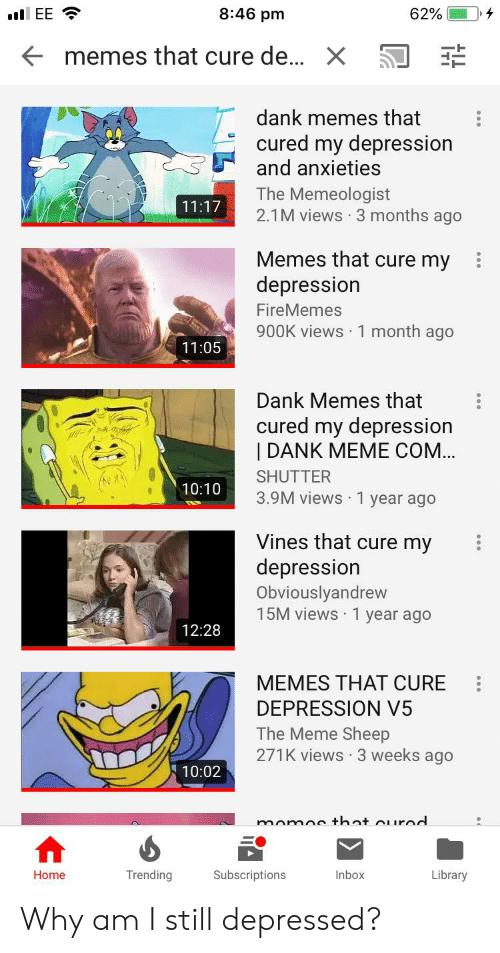 EE 8:46 pm 62%
memes that cure de...
dank memes that
cured my depression
and anxieties
The Memeologist
2.1M views · 3 months ago
11:17
Memes that cure my
depression
FireMemes
900K views · 1 month ago
11:05
Dank Memes that
cured my depression
| DANK MEME COM...
SHUTTER
3.9M views · 1 year ago
10:10
Vines that cure my
depression
Obviouslyandrew
15M views · 1 year ago
12:28
MEMES THAT CURE
DEPRESSION V5
The Meme Sheep
271K views · 3 weeks ago
10:02
memes that cured
Home Trending Subscriptions Inbox Library
Why am I still depressed?